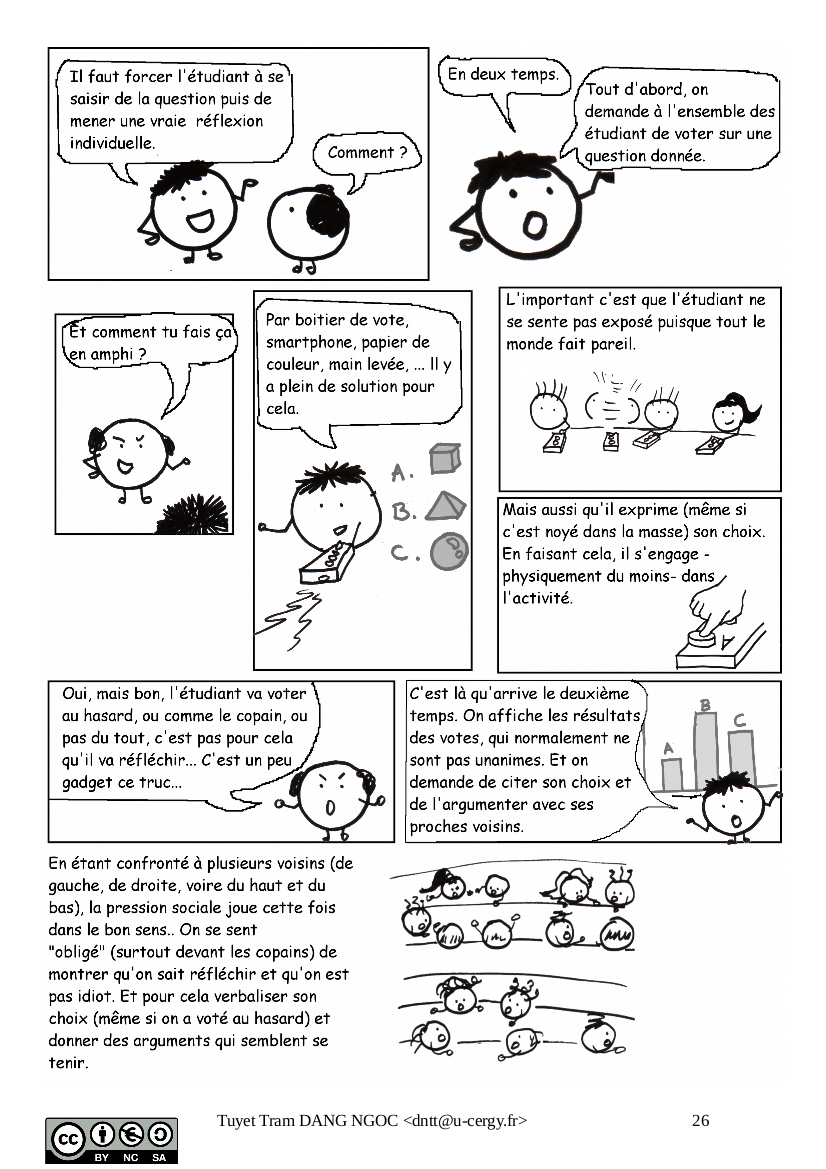 Il faut forcer l'étudiant à se
saisir de la question puis de
mener une vraie réflexion
individuelle.
Comment ?
En deux temps.
Tout d'abord, on
demande à l'ensemble des
étudiant de voter sur une
question donnée.
Et comment tu fais ça
en amphi ?
Par boitier de vote,
smartphone, papier de
couleur, main levée, ... Il y
a plein de solution pour
cela.
A.
B.
C.
L'important c'est que l'étudiant ne
se sente pas exposé puisque tout le
monde fait pareil.
Mais aussi qu'il exprime (même si
c'est noyé dans la masse) son choix.
En faisant cela, il s'engage -
physiquement du moins- dans
l'activité.
A
Oui, mais bon, l'étudiant va voter
au hasard, ou comme le copain, ou
pas du tout, c'est pas pour cela
qu'il va réfléchir... C'est un peu
gadget ce truc...
C'est là qu'arrive le deuxième
temps. On affiche les résultats
des votes, qui normalement ne
sont pas unanimes. Et on
demande de citer son choix et
de l'argumenter avec ses
proches voisins.
A
B
C
En étant confronté à plusieurs voisins (de
gauche, de droite, voire du haut et du
bas), la pression sociale joue cette fois
dans le bon sens.. On se sent
"obligé" (surtout devant les copains) de
montrer qu'on sait réfléchir et qu'on est
pas idiot. Et pour cela verbaliser son
choix (même si on a voté au hasard) et
donner des arguments qui semblent se
tenir.
cc
BY NC SA
Tuyet Tram DANG NGOC <dntt@u-cergy.fr>
26